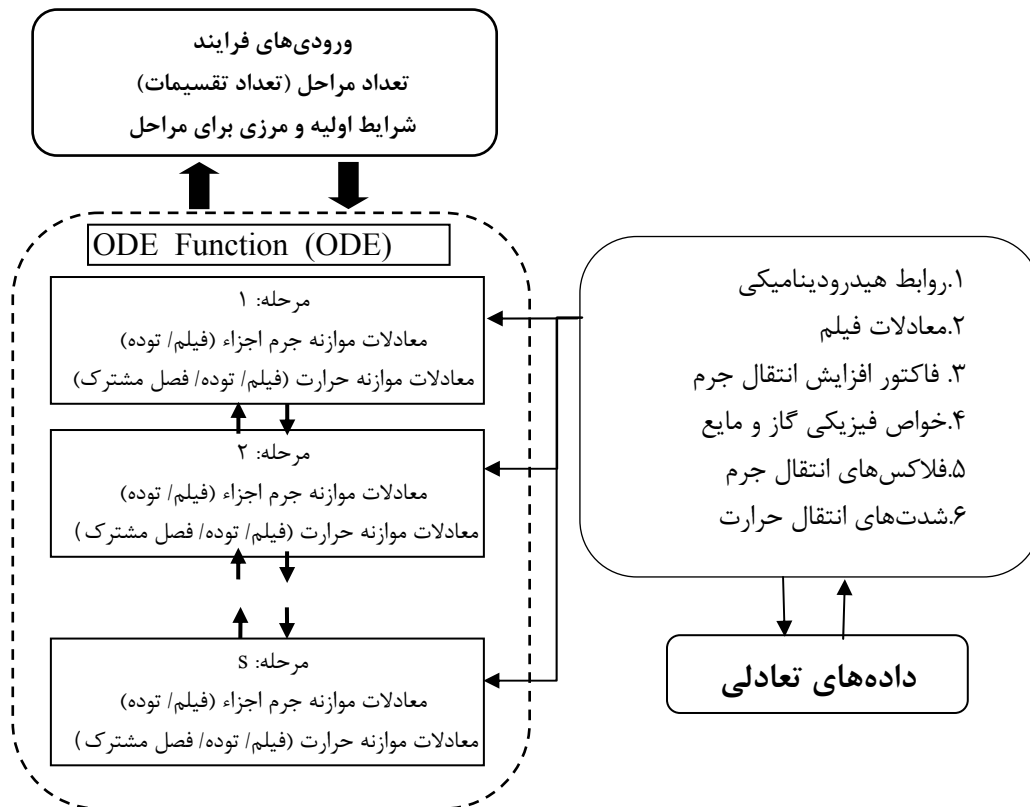 ورودی‌های فرایند
تعداد مراحل (تعداد تقسیمات)
شرایط اولیه و مرزی برای مراحل
ODE Function (ODE)
مرحله: ۱
معادلات موازنه جرم اجزاء (فیلم/ توده)
معادلات موازنه حرارت (فیلم/ توده/ فصل مشترک)
مرحله: ۲
معادلات موازنه جرم اجزاء (فیلم/ توده)
معادلات موازنه حرارت (فیلم/ توده/ فصل مشترک)
مرحله: s
معادلات موازنه جرم اجزاء (فیلم/ توده)
معادلات موازنه حرارت (فیلم/ توده/ فصل مشترک)
۱.روابط هیدرودینامیکی
۲.معادلات فیلم
۳. فاکتور افزایش انتقال جرم
۴.خواص فیزیکی گاز و مایع
۵.فلاکس‌های انتقال جرم
۶.شدت‌های انتقال حرارت
داده‌های تعادلی